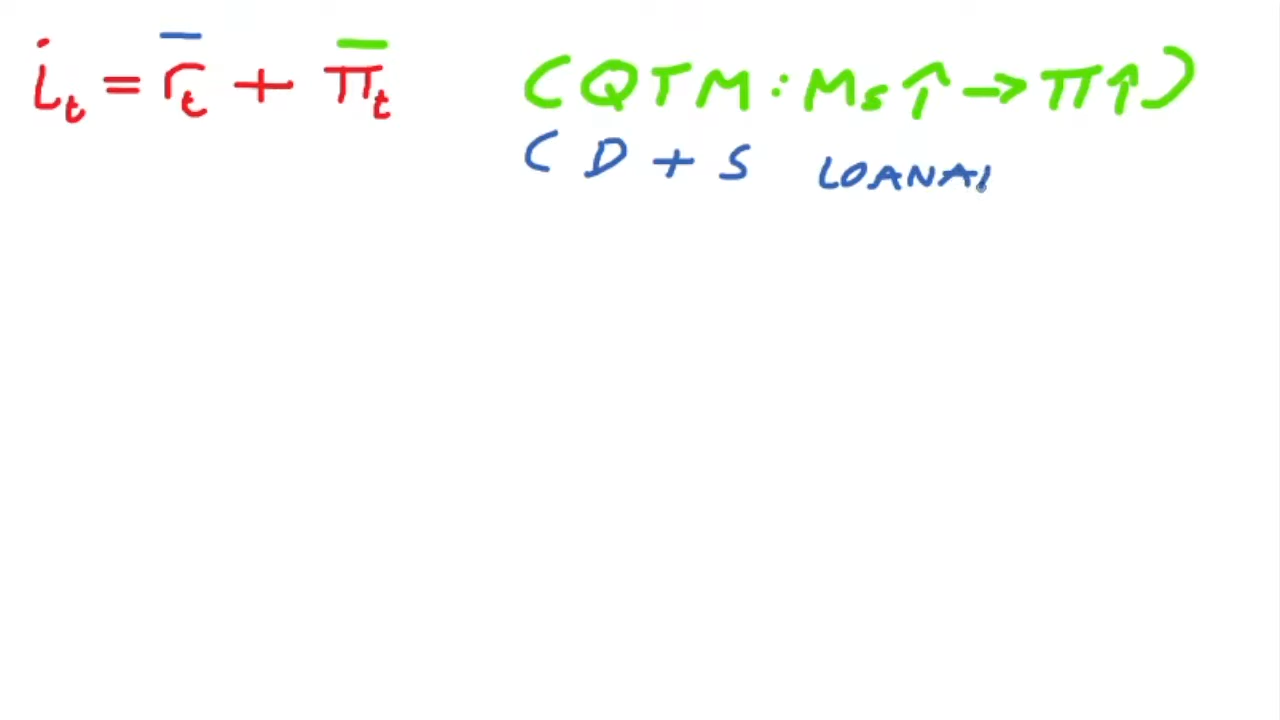 i_t = r̅_t + π̅_t (QTM: Ms↑ → π↑)
( D + S LOANA